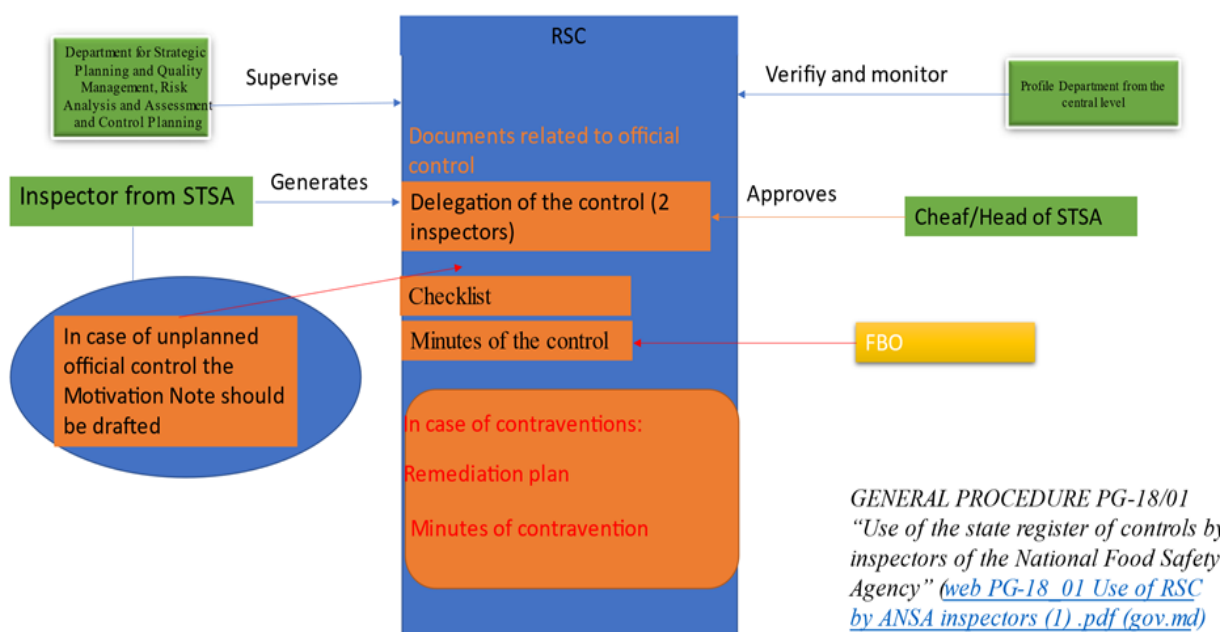 RSC
Department for Strategic
Planning and Quality
Management, Risk
Analysis and Assessment
and Control Planning
Supervise
Verifiy and monitor
Profile Department from the
central level
Documents related to official
control
Inspector from STSA
Generates
Delegation of the control (2
inspectors)
Approves
Cheaf/Head of STSA
Checklist
Minutes of the control
FBO
In case of unplanned
official control the
Motivation Note should
be drafted
In case of contraventions:
Remediation plan
Minutes of contravention
GENERAL PROCEDURE PG-18/01
“Use of the state register of controls by
inspectors of the National Food Safety
Agency” (web PG-18_01 Use of RSC
by ANSA inspectors (1) .pdf (gov.md)